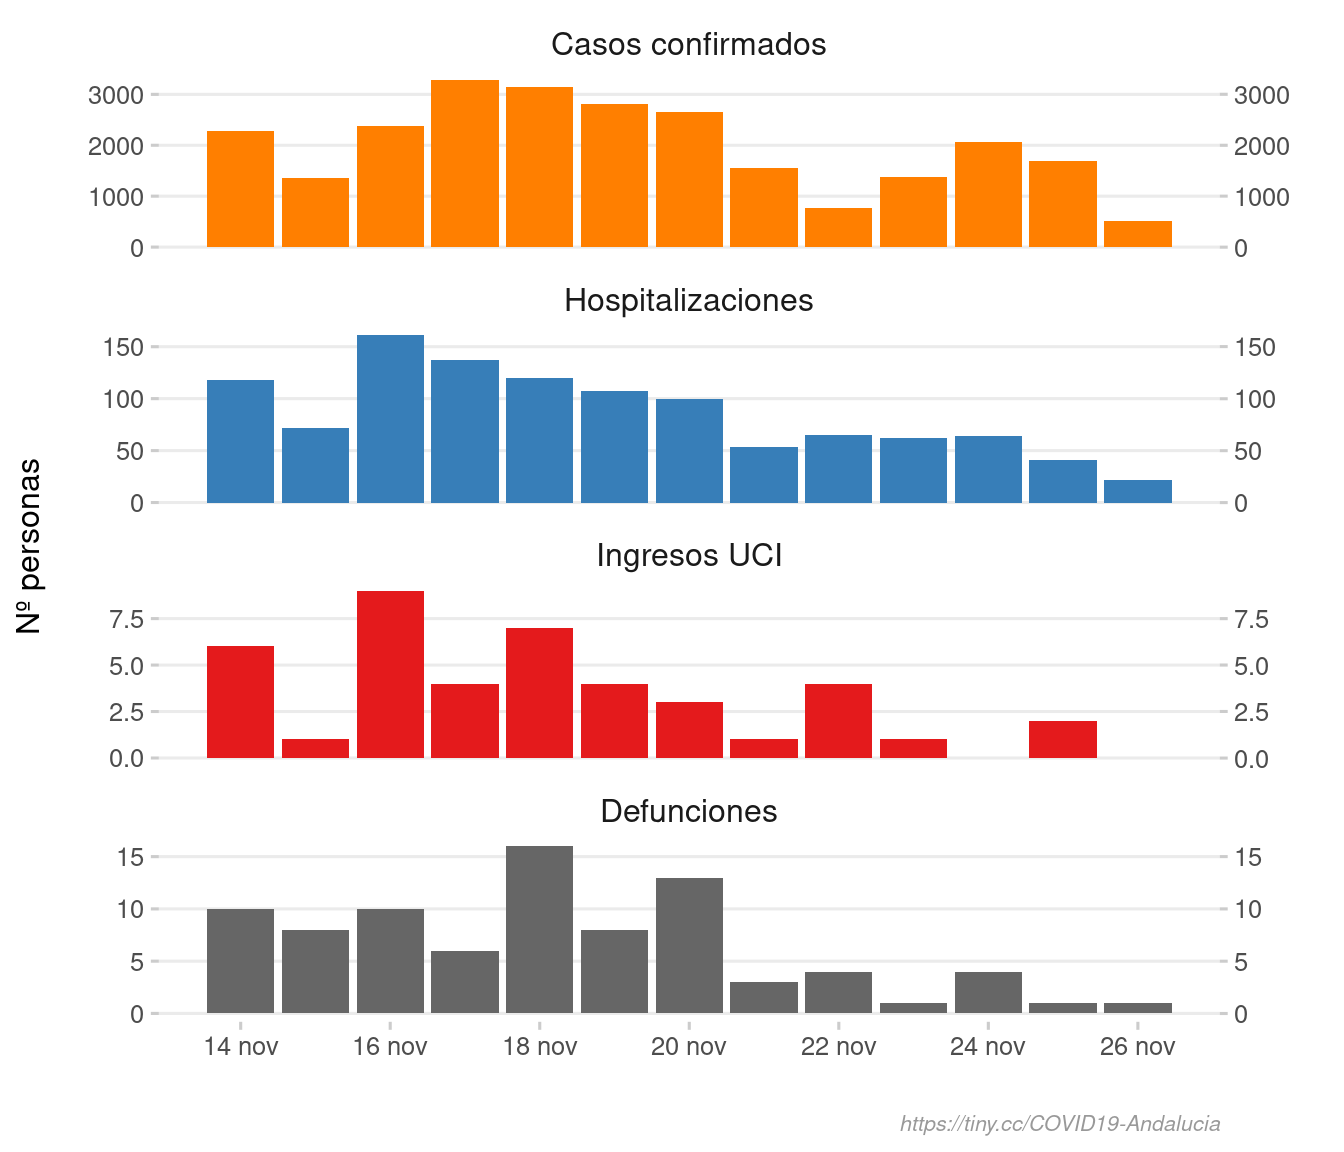 Casos confirmados
3000 3000
2000 2000
1000 1000
0 0
Hospitalizaciones
150 150
100 100
50 50
0 0
Nº personas
Ingresos UCI
7.5 7.5
5.0 5.0
2.5 2.5
0.0 0.0
Defunciones
15 15
10 10
5 5
0 0
14 nov 16 nov 18 nov 20 nov 22 nov 24 nov 26 nov
https://tiny.cc/COVID19-Andalucia